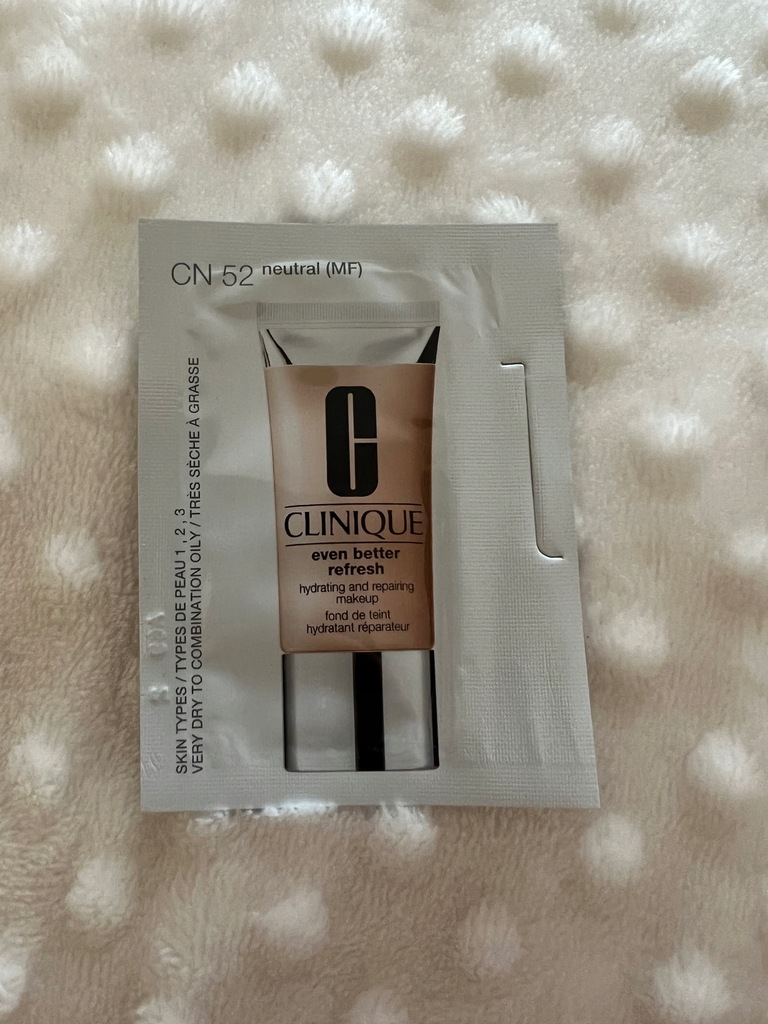 CN 52 neutral (MF)
SKIN TYPES / TYPES DE PEAU 1 , 2 , 3
VERY DRY TO COMBINATION OILY / TRÈS SÈCHE À GRASSE
C
CLINIQUE
even better
refresh
hydrating and repairing
makeup
fond de teint
hydratant réparateur